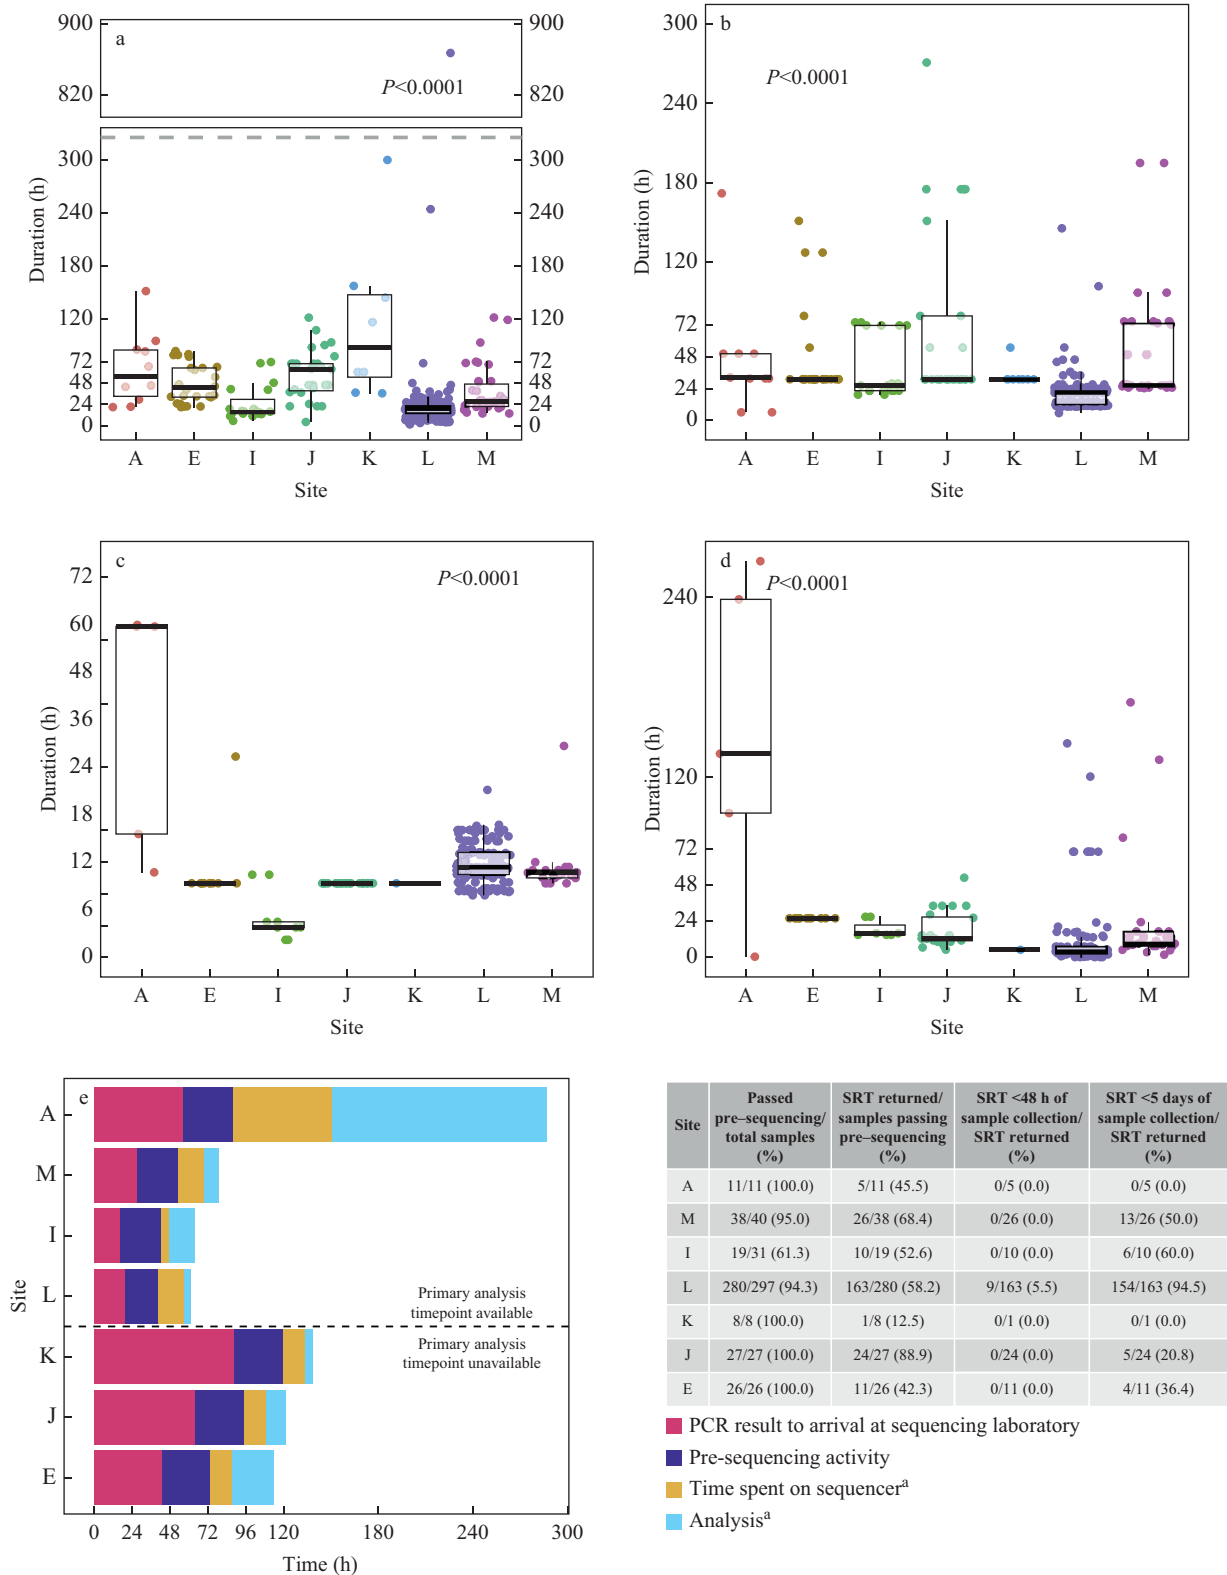 a
P<0.0001
900
820
300
240
180
120
72
48
24
0
900
820
300
240
180
120
72
48
24
0
Duration (h)
A E I J K L M
Site
b
P<0.0001
300
240
180
120
72
48
24
0
Duration (h)
A E I J K L M
Site
c
P<0.0001
72
60
48
36
24
18
12
6
0
Duration (h)
A E I J K L M
Site
d
P<0.0001
240
120
72
48
24
0
Duration (h)
A E I J K L M
Site
e
A
M
I
L
K
J
E
Site
Primary analysis
timepoint available
Primary analysis
timepoint unavailable
0 24 48 72 96 120 180 240 300
Time (h)
Site
Passed
pre–sequencing/
total samples
(%)
SRT returned/
samples passing
pre–sequencing
(%)
SRT <48 h of
sample collection/
SRT returned
(%)
SRT <5 days of
sample collection/
SRT returned
(%)
A 11/11 (100.0) 5/11 (45.5) 0/5 (0.0) 0/5 (0.0)
M 38/40 (95.0) 26/38 (68.4) 0/26 (0.0) 13/26 (50.0)
I 19/31 (61.3) 10/19 (52.6) 0/10 (0.0) 6/10 (60.0)
L 280/297 (94.3) 163/280 (58.2) 9/163 (5.5) 154/163 (94.5)
K 8/8 (100.0) 1/8 (12.5) 0/1 (0.0) 0/1 (0.0)
J 27/27 (100.0) 24/27 (88.9) 0/24 (0.0) 5/24 (20.8)
E 26/26 (100.0) 11/26 (42.3) 0/11 (0.0) 4/11 (36.4)
PCR result to arrival at sequencing laboratory
Pre-sequencing activity
Time spent on sequencerᵃ
Analysisᵃ